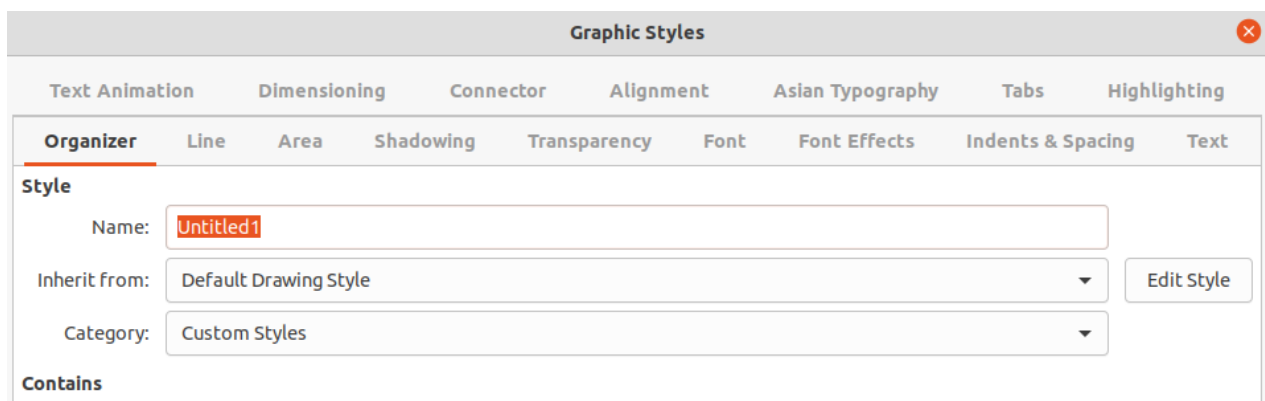 Graphic Styles
Text Animation Dimensioning Connector Alignment Asian Typography Tabs Highlighting
Organizer Line Area Shadowing Transparency Font Font Effects Indents & Spacing Text
Style
Name: Untitled1
Inherit from: Default Drawing Style Edit Style
Category: Custom Styles
Contains